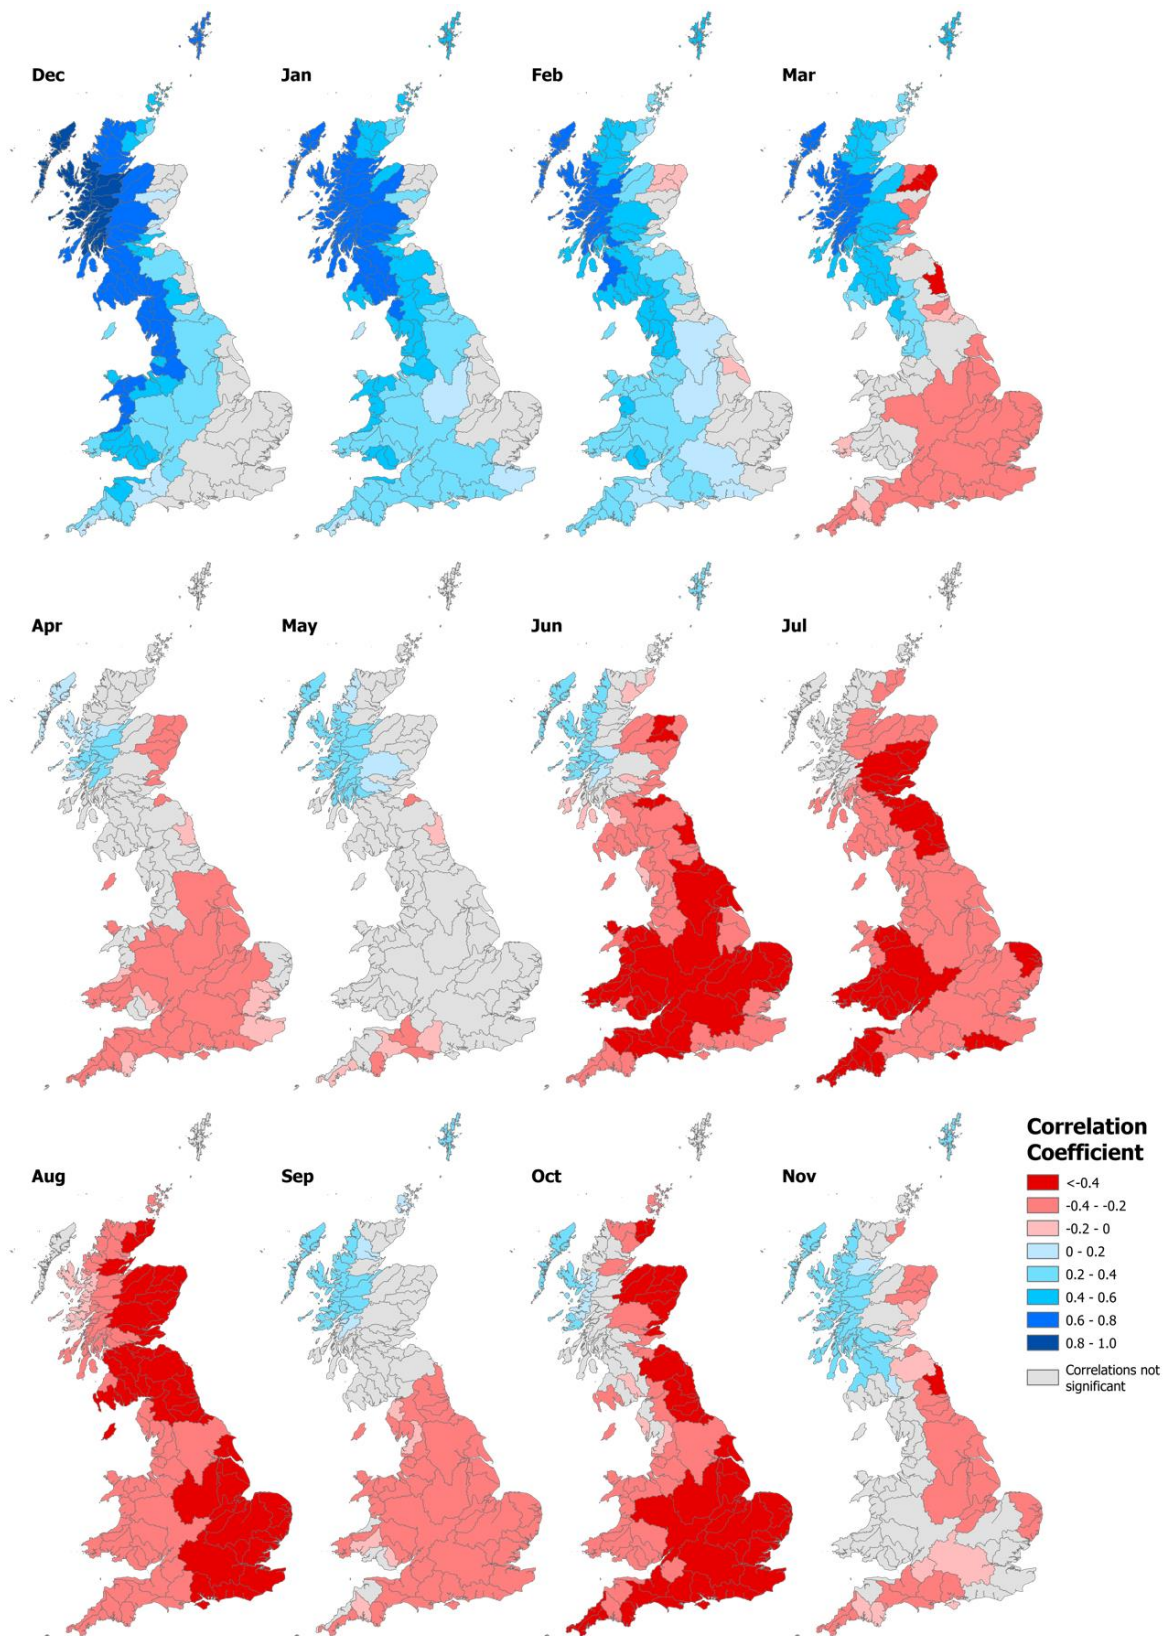 Dec
Jan
Feb
Mar
Apr
May
Jun
Jul
Aug
Sep
Oct
Nov
Correlation
Coefficient
<-0.4
-0.4 - -0.2
-0.2 - 0
0 - 0.2
0.2 - 0.4
0.4 - 0.6
0.6 - 0.8
0.8 - 1.0
Correlations not
significant